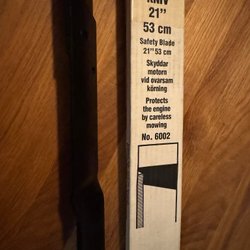 KNIV
21"
53 cm
Safety Blade
21" 53 cm
Skyddar
motorn
vid ovarsam
körning
Protects
the engine
by careless
mowing
No. 6002